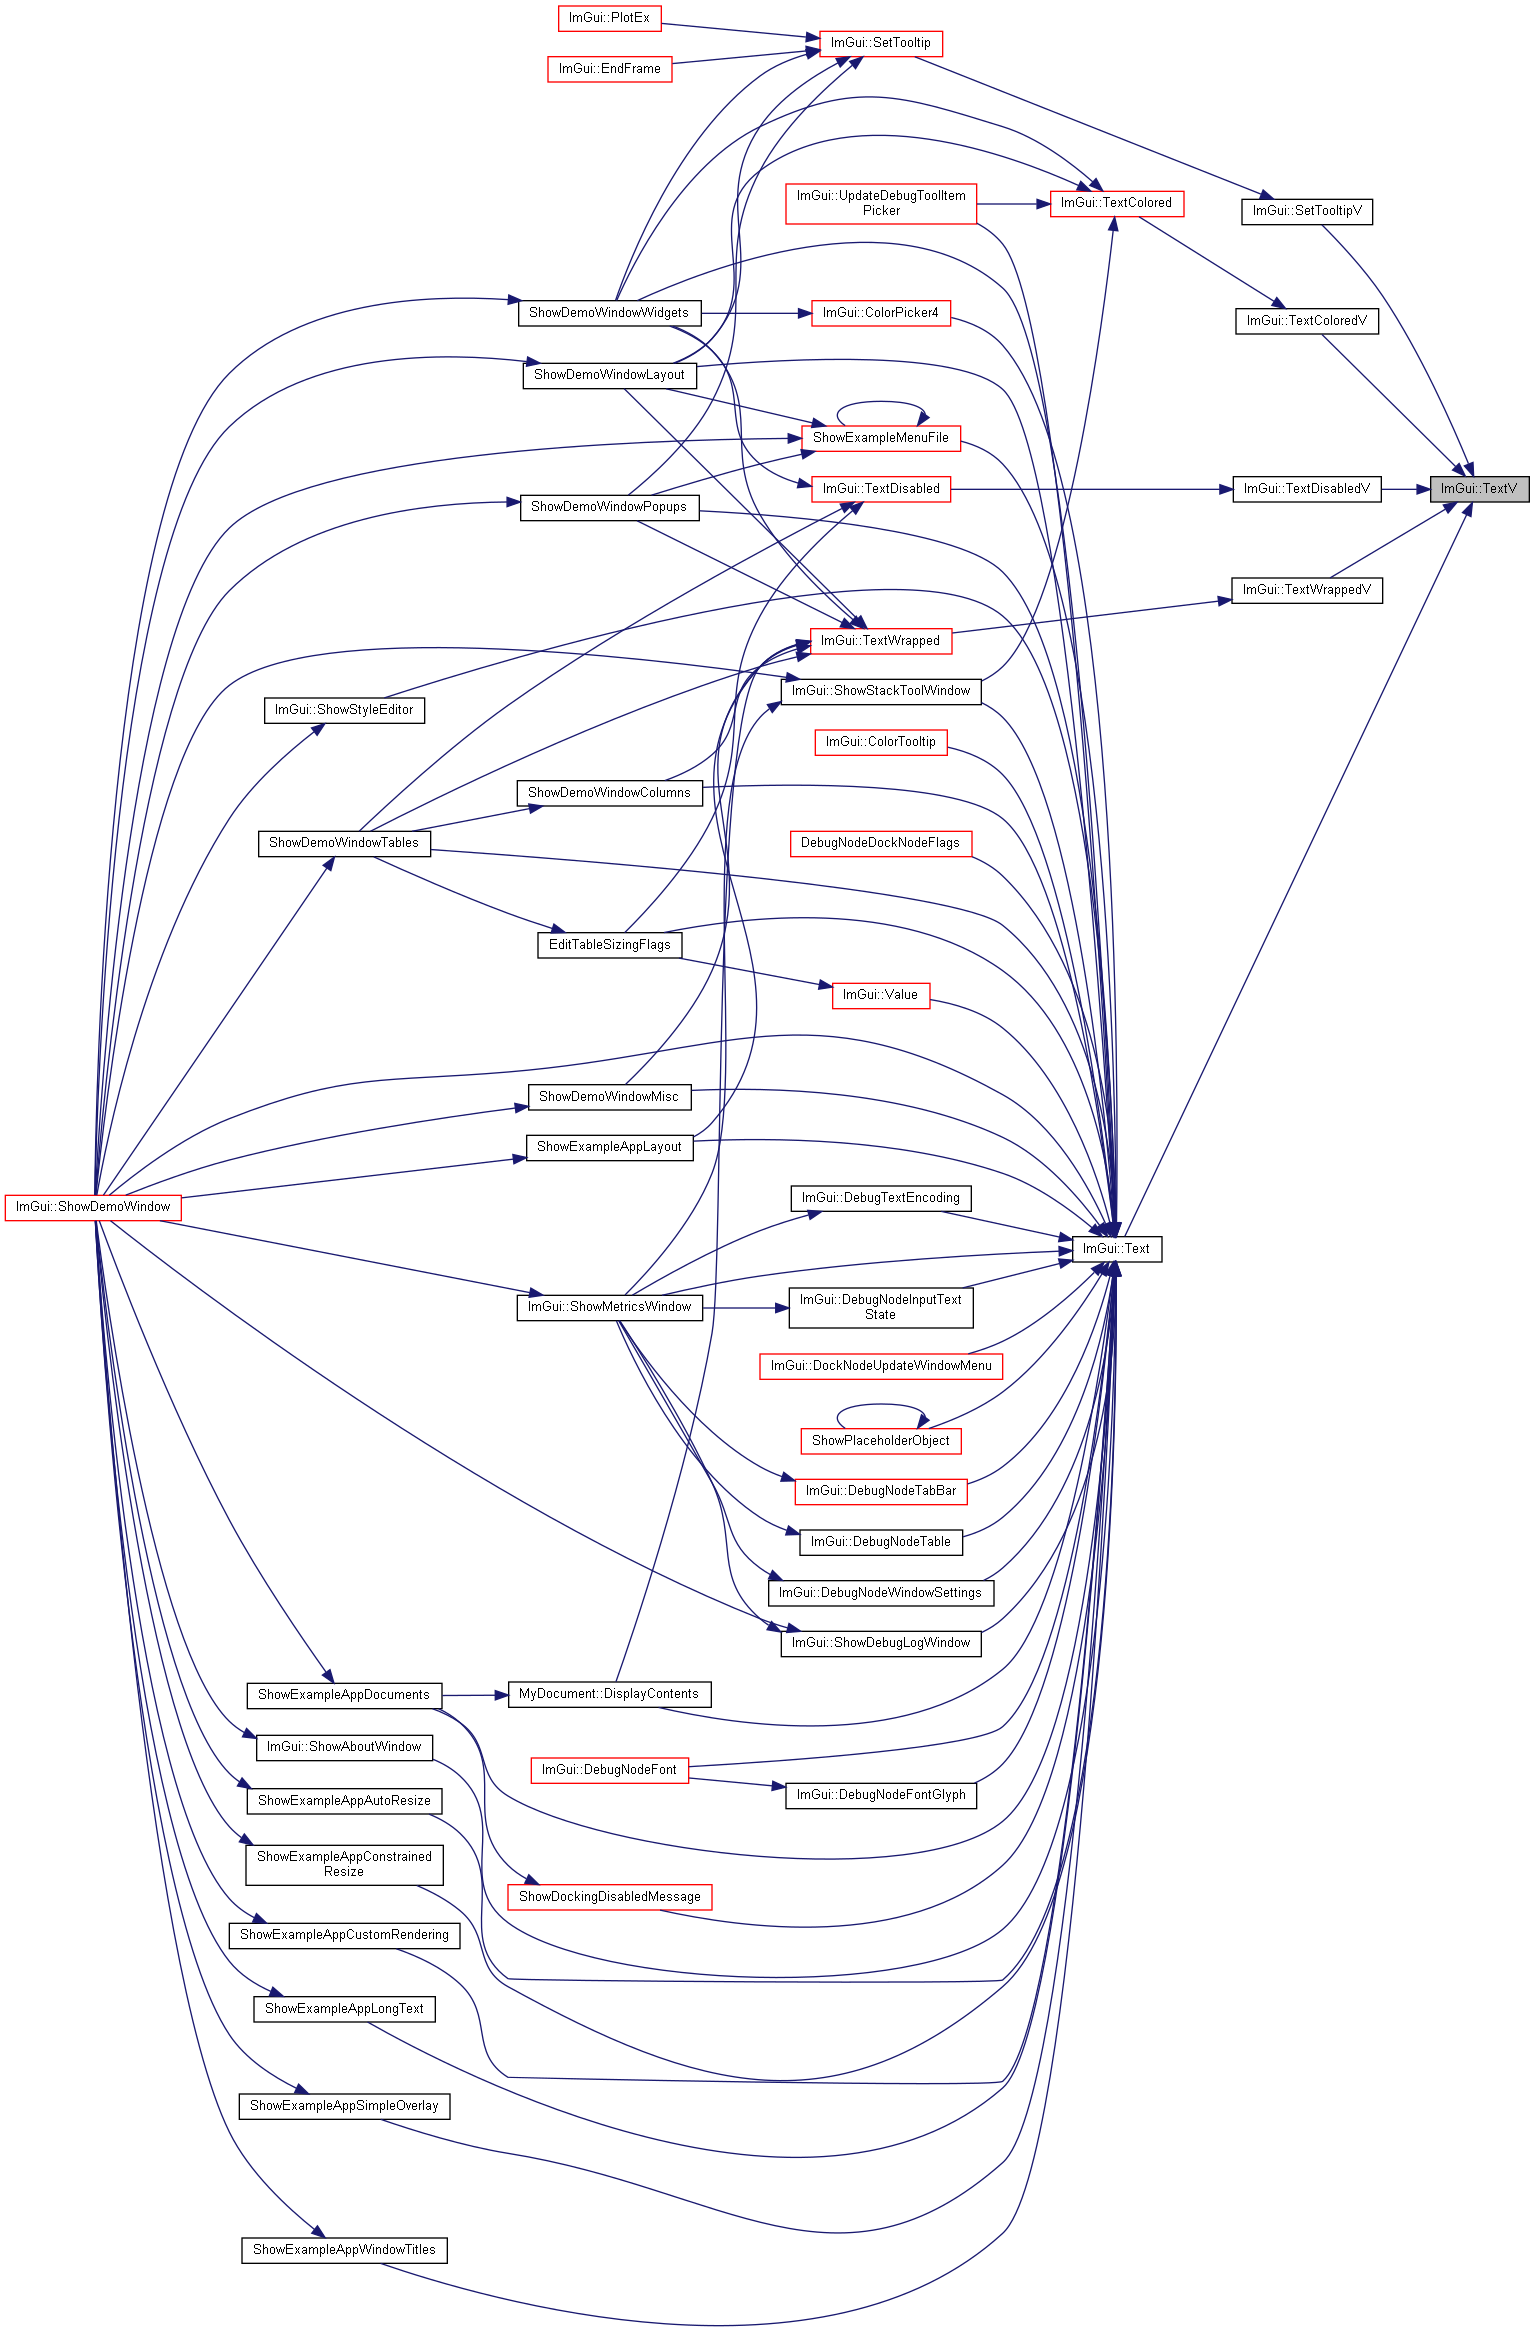 ImGui::PlotEx
ImGui::SetTooltip
ImGui::EndFrame
ImGui::UpdateDebugToolItem
Picker
ImGui::TextColored
ImGui::SetTooltipV
ShowDemoWindowWidgets
ImGui::ColorPicker4
ImGui::TextColoredV
ShowDemoWindowLayout
ShowExampleMenuFile
ImGui::TextDisabled
ImGui::TextDisabledV
ImGui::TextV
ShowDemoWindowPopups
ImGui::TextWrappedV
ImGui::TextWrapped
ImGui::ShowStackToolWindow
ImGui::ShowStyleEditor
ImGui::ColorTooltip
ShowDemoWindowColumns
ShowDemoWindowTables
DebugNodeDockNodeFlags
EditTableSizingFlags
ImGui::Value
ShowDemoWindowMisc
ShowExampleAppLayout
ImGui::DebugTextEncoding
ImGui::ShowDemoWindow
ImGui::Text
ImGui::ShowMetricsWindow
ImGui::DebugNodeInputText
State
ImGui::DockNodeUpdateWindowMenu
ShowPlaceholderObject
ImGui::DebugNodeTabBar
ImGui::DebugNodeTable
ImGui::DebugNodeWindowSettings
ImGui::ShowDebugLogWindow
ShowExampleAppDocuments
MyDocument::DisplayContents
ImGui::ShowAboutWindow
ImGui::DebugNodeFont
ImGui::DebugNodeFontGlyph
ShowExampleAppAutoResize
ShowExampleAppConstrained
Resize
ShowDockingDisabledMessage
ShowExampleAppCustomRendering
ShowExampleAppLongText
ShowExampleAppSimpleOverlay
ShowExampleAppWindowTitles